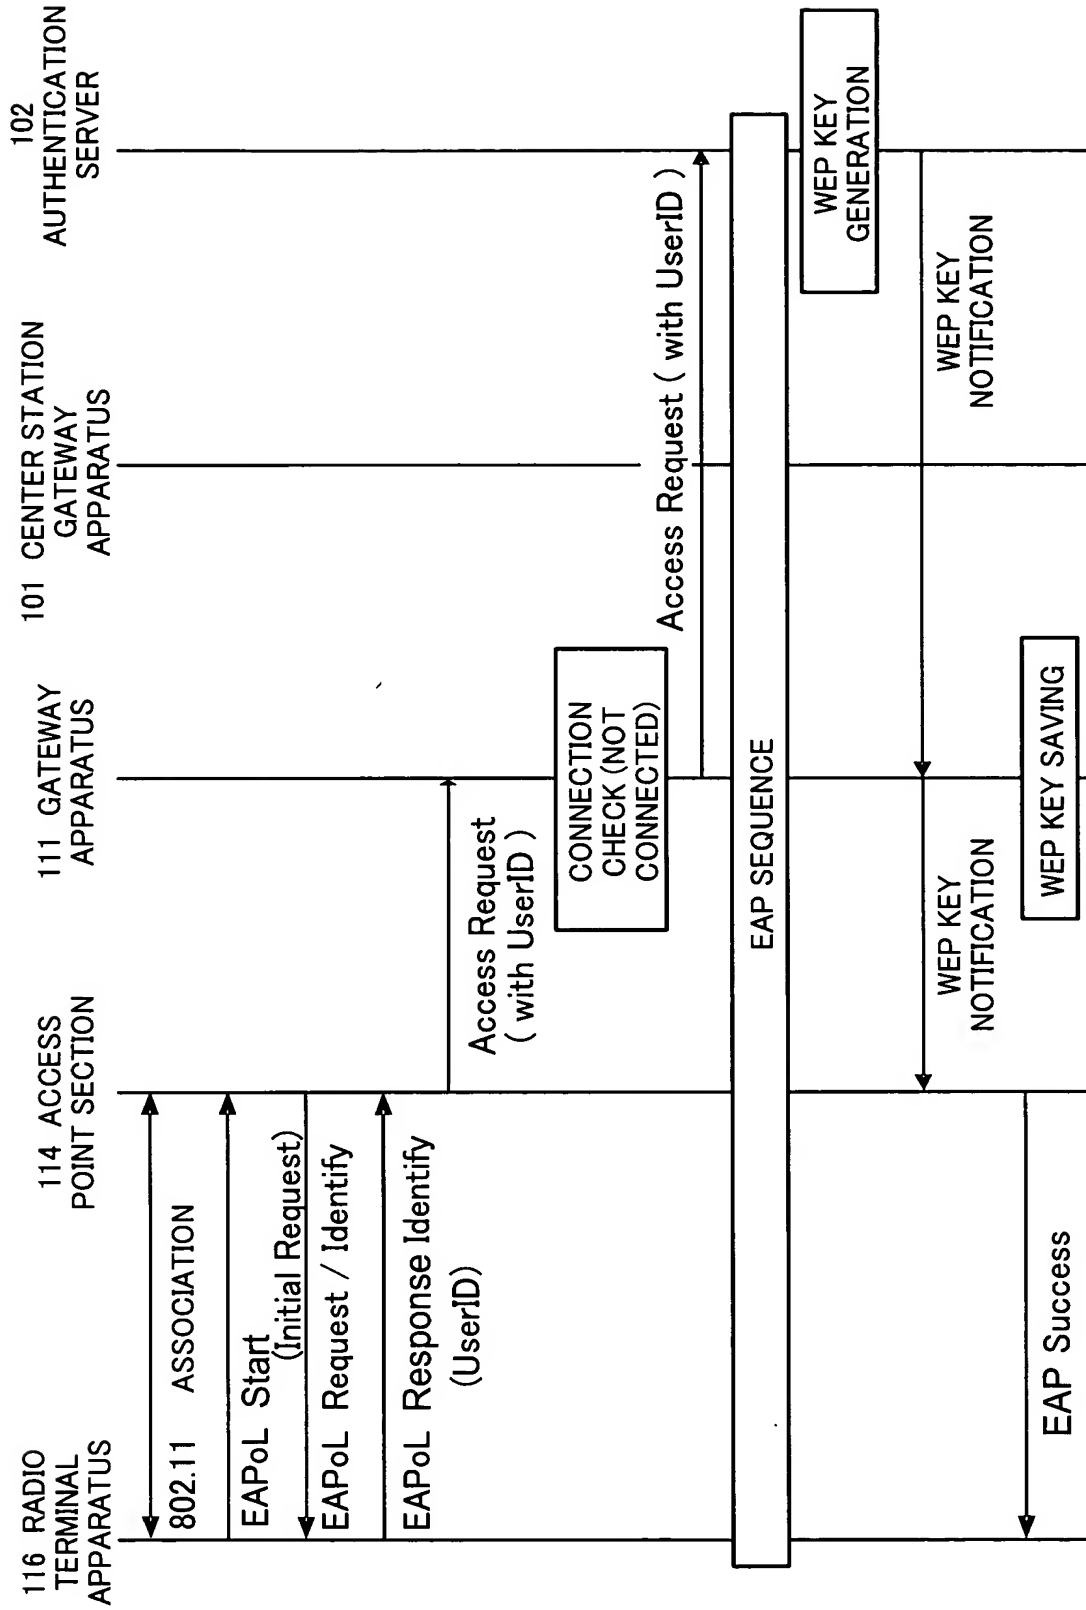 116 RADIO
TERMINAL
APPARATUS
114 ACCESS
POINT SECTION
111 GATEWAY
APPARATUS
101 CENTER STATION
GATEWAY
APPARATUS
102
AUTHENTICATION
SERVER
802.11 ASSOCIATION
EAPoL Start
(Initial Request)
EAPoL Request / Identify
EAPoL Response Identify
(UserID)
Access Request
( with UserID )
CONNECTION
CHECK (NOT
CONNECTED)
Access Request ( with UserID )
EAP SEQUENCE
WEP KEY
GENERATION
WEP KEY
NOTIFICATION
WEP KEY
NOTIFICATION
WEP KEY SAVING
EAP Success